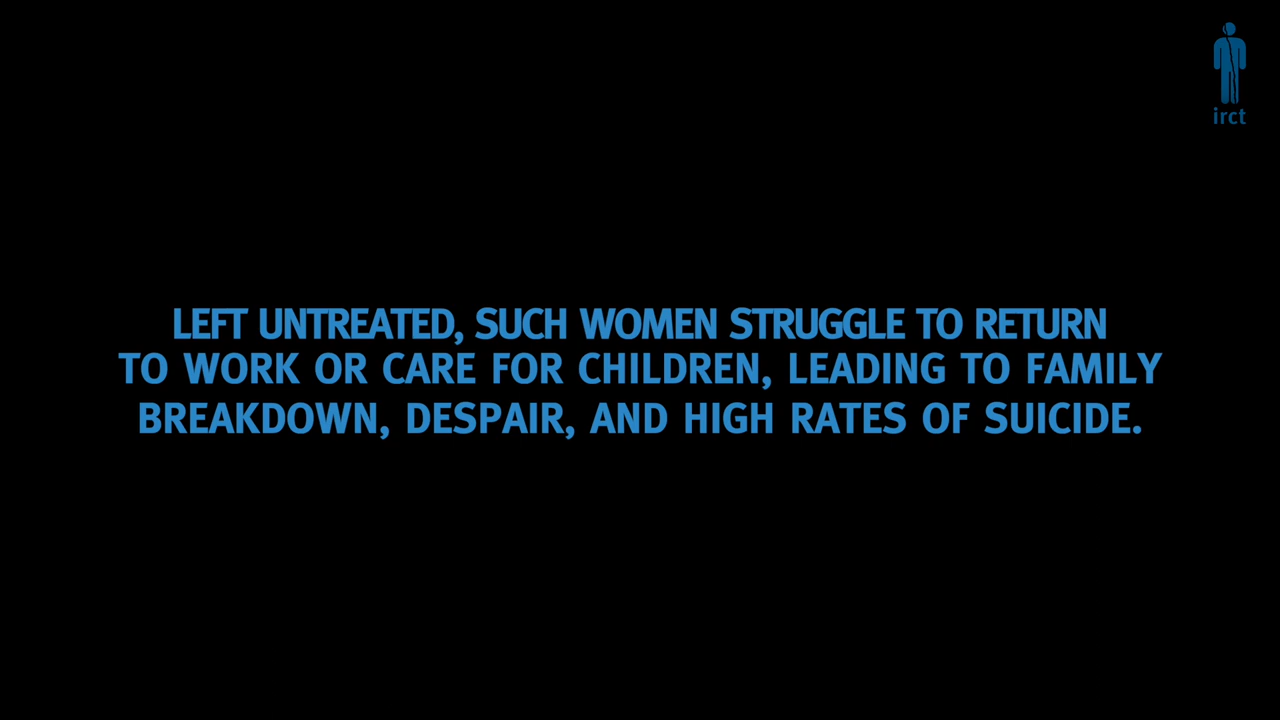 irct
LEFT UNTREATED, SUCH WOMEN STRUGGLE TO RETURN
TO WORK OR CARE FOR CHILDREN, LEADING TO FAMILY
BREAKDOWN, DESPAIR, AND HIGH RATES OF SUICIDE.